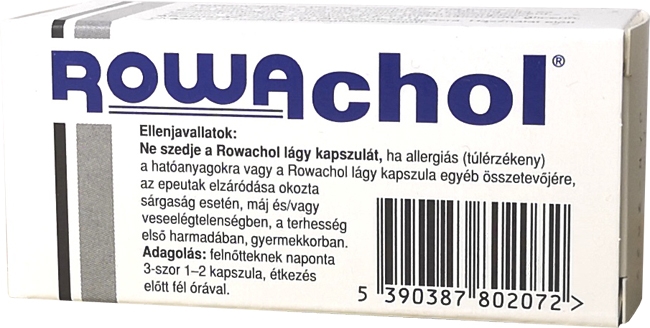 ROWAchol®
Ellenjavallatok:
Ne szedje a Rowachol lágy kapszulát, ha allergiás (túlérzékeny)
a hatóanyagokra vagy a Rowachol lágy kapszula egyéb összetevőjére,
az epeutak elzáródása okozta
sárgaság esetén, máj és/vagy
veseelégtelenségben, a terhesség
első harmadában, gyermekkorban.
Adagolás: felnőtteknek naponta
3-szor 1–2 kapszula, étkezés
előtt fél órával.
5 390387 802072 >